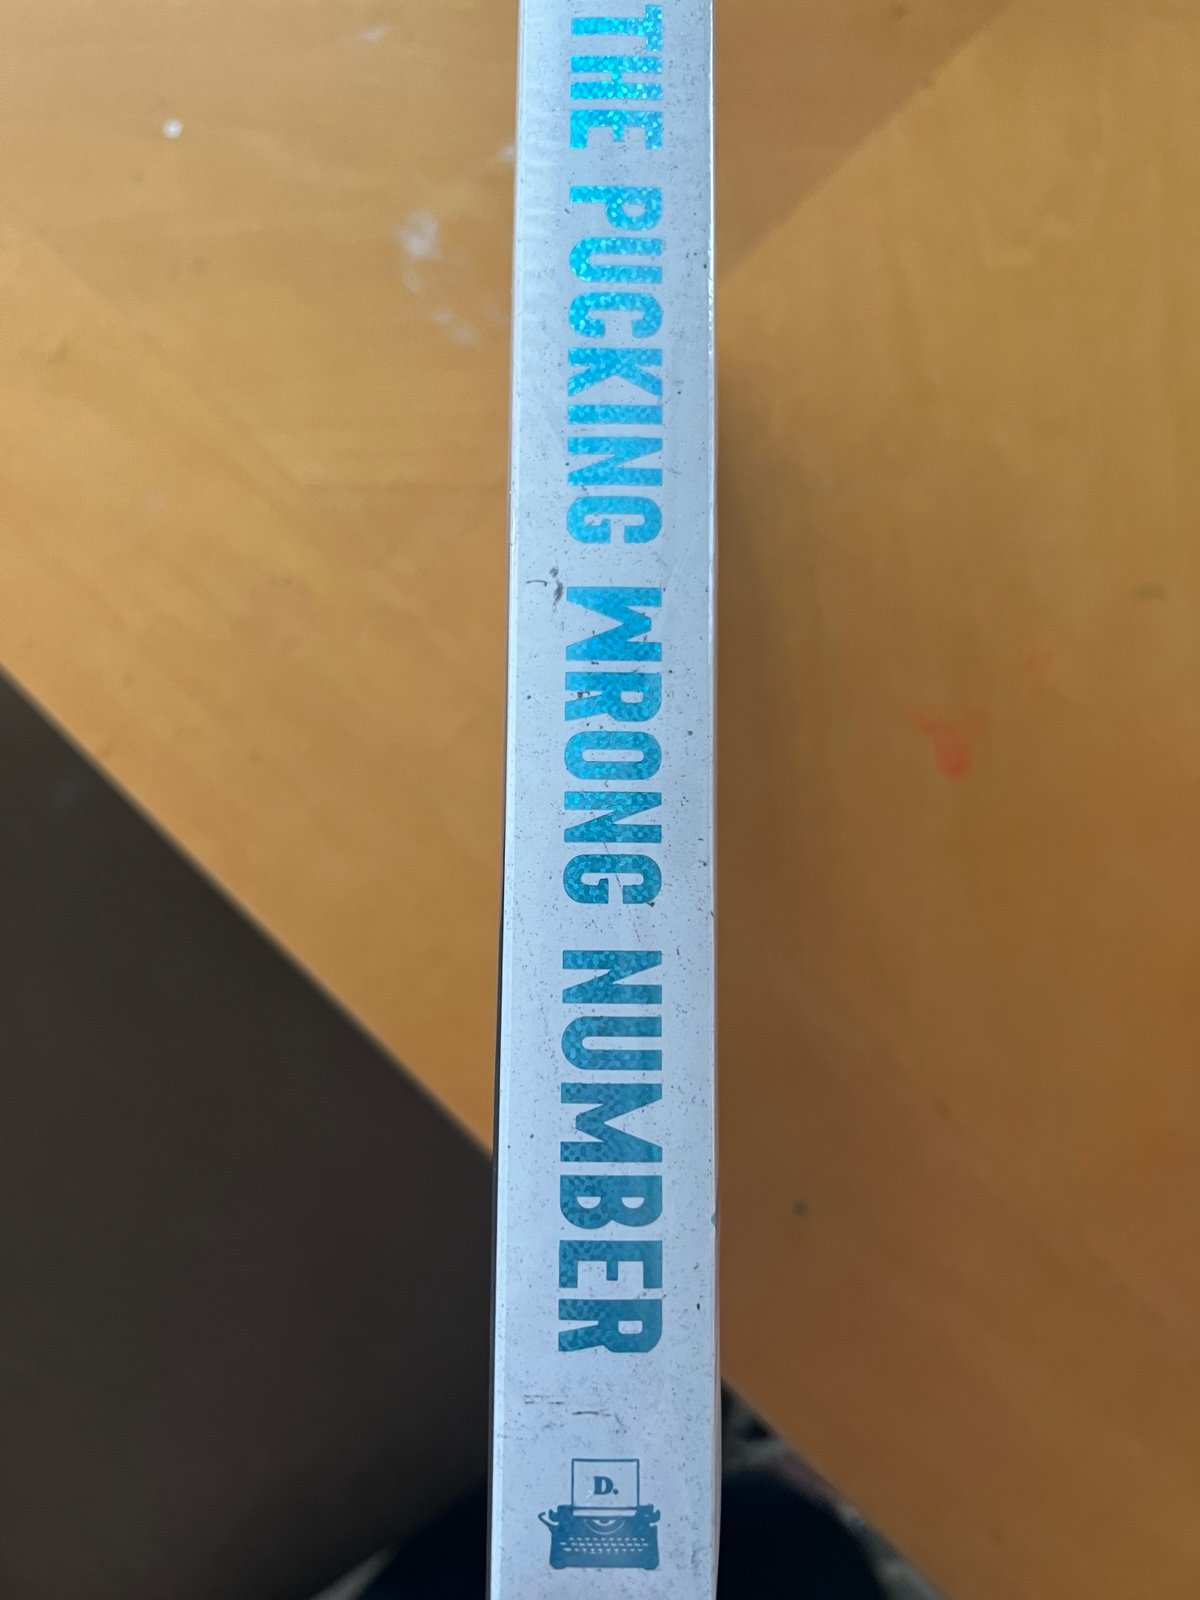 THE PUCKING WRONG NUMBER
D.